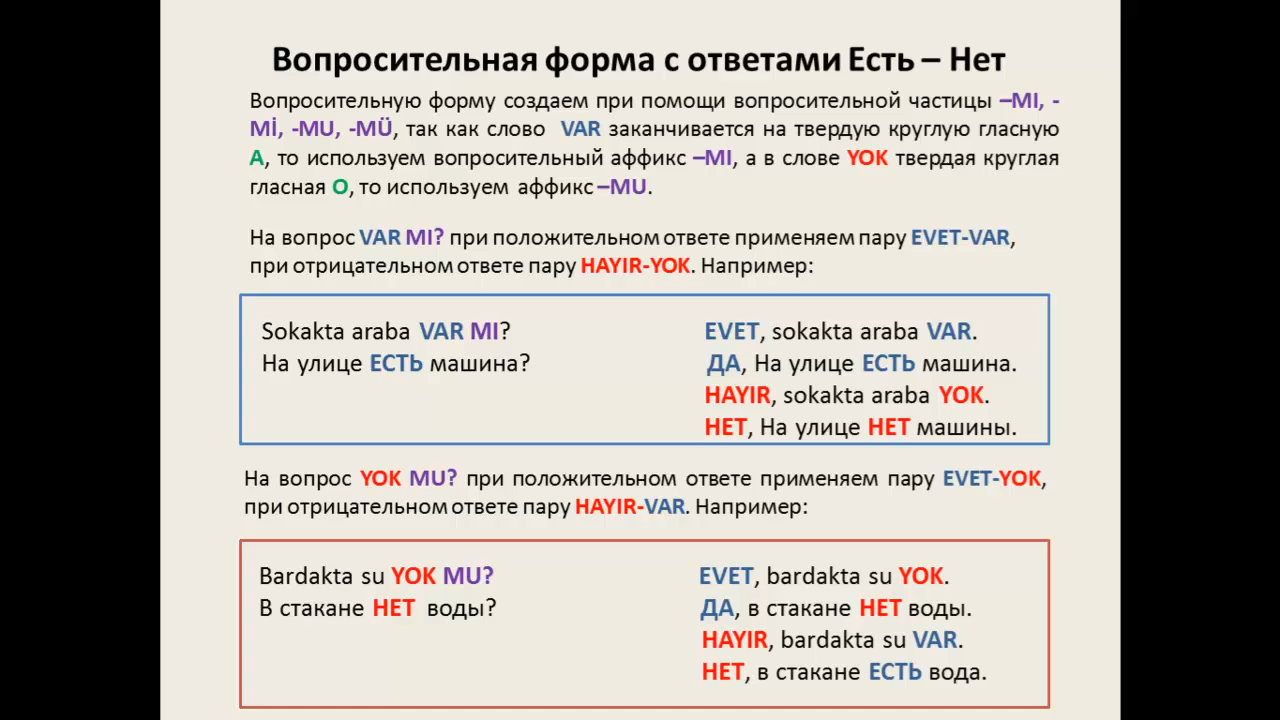 Вопросительная форма с ответами Есть – Нет
Вопросительную форму создаем при помощи вопросительной частицы –MI, -
Mİ, -MU, -MÜ, так как слово VAR заканчивается на твердую круглую гласную
A, то используем вопросительный аффикс –MI, а в слове YOK твердая круглая
гласная O, то используем аффикс –MU.
На вопрос VAR MI? при положительном ответе применяем пару EVET-VAR,
при отрицательном ответе пару HAYIR-YOK. Например:
Sokakta araba VAR MI? EVET, sokakta araba VAR.
На улице ЕСТЬ машина? ДА, На улице ЕСТЬ машина.
HAYIR, sokakta araba YOK.
НЕТ, На улице НЕТ машины.
На вопрос YOK MU? при положительном ответе применяем пару EVET-YOK,
при отрицательном ответе пару HAYIR-VAR. Например:
Bardakta su YOK MU? EVET, bardakta su YOK.
В стакане НЕТ воды? ДА, в стакане НЕТ воды.
HAYIR, bardakta su VAR.
НЕТ, в стакане ЕСТЬ вода.